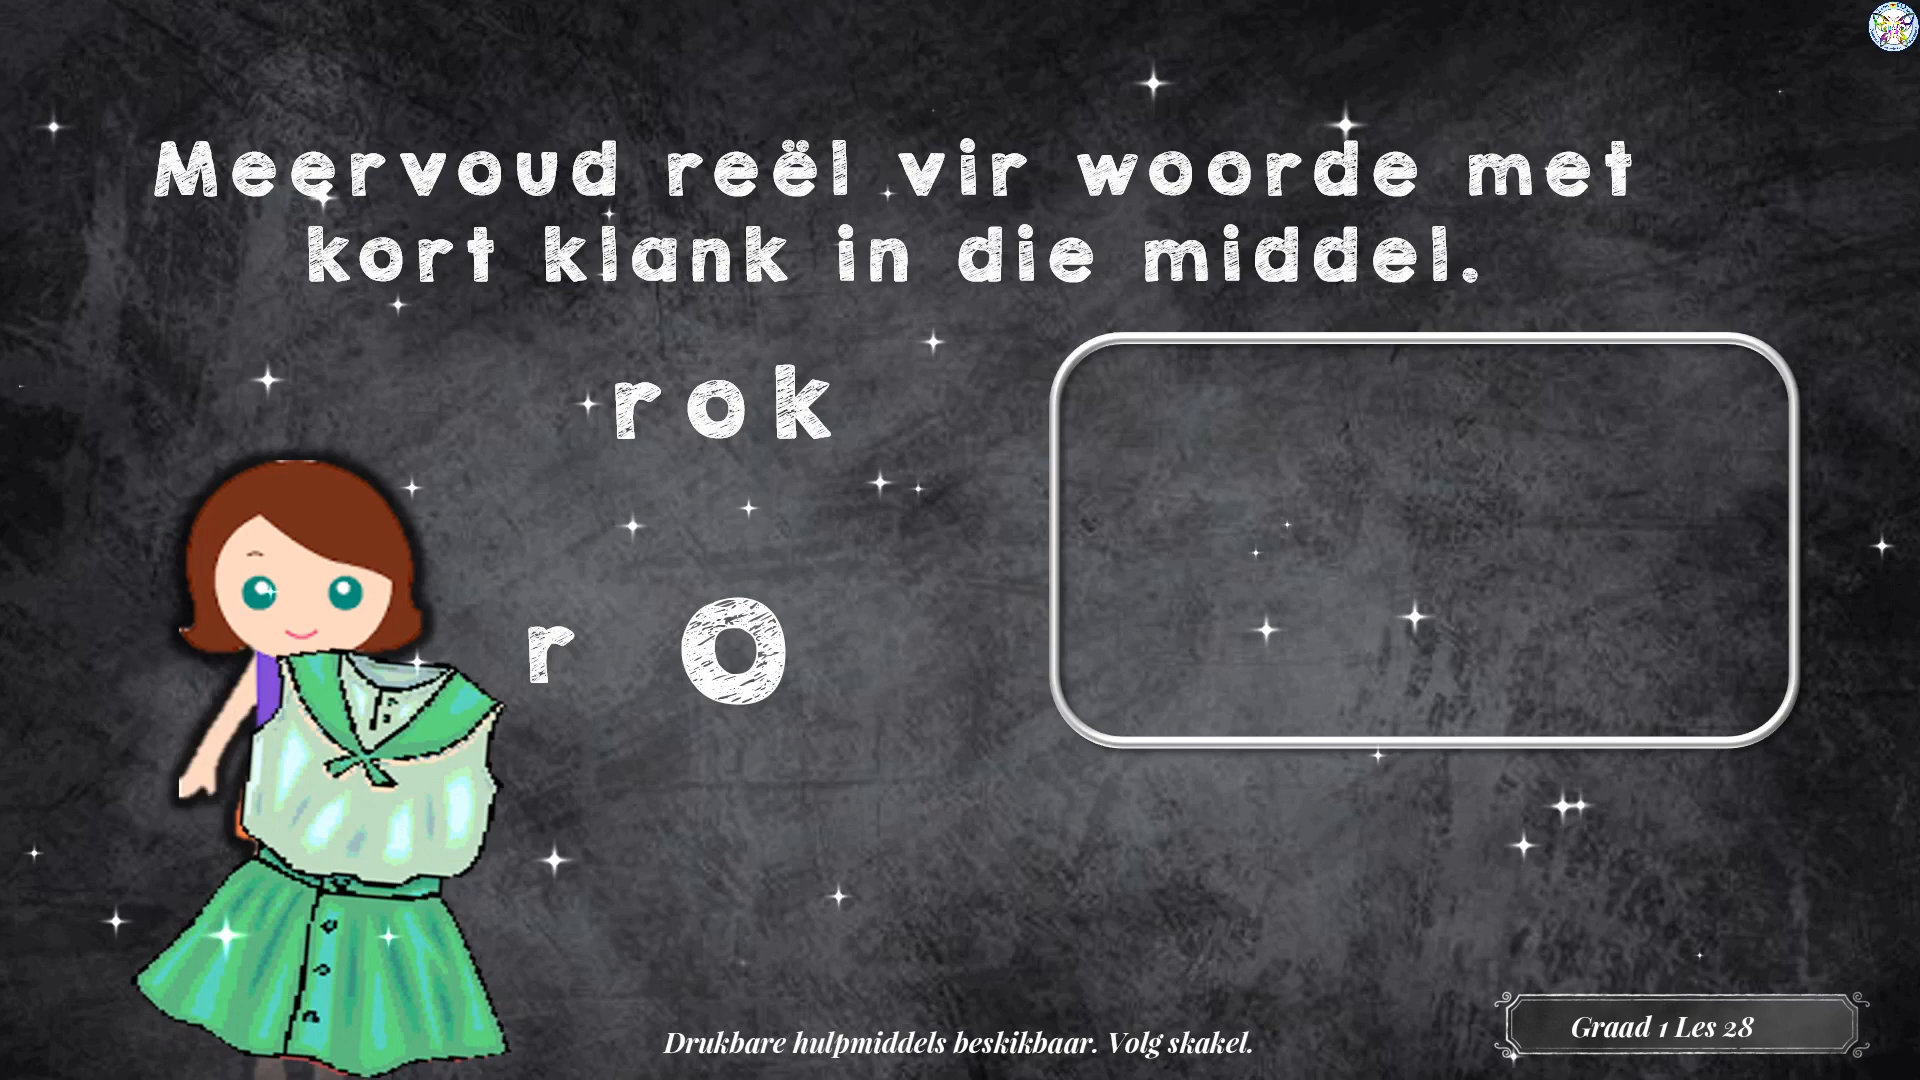 Meervoud reël vir woorde met
kort klank in die middel.
rok
r o
Drukbare hulpmiddels beskikbaar. Volg skakel.
Graad 1 Les 28